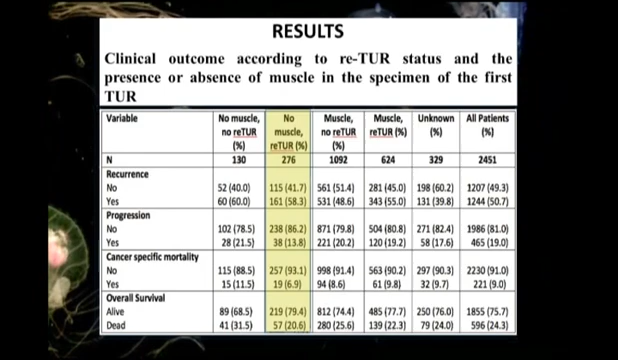 RESULTS
Clinical outcome according to re-TUR status and the
presence or absence of muscle in the specimen of the first
TUR
Variable No muscle, No Muscle, Muscle, Unknown All Patients
no reTUR muscle, no reTUR reTUR (%) (%) (%)
(%) reTUR (%) (%)
N 130 276 1092 624 329 2451
Recurrence
No 52 (40.0) 115 (41.7) 561 (51.4) 281 (45.0) 198 (60.2) 1207 (49.3)
Yes 60 (60.0) 161 (58.3) 531 (48.6) 343 (55.0) 131 (39.8) 1244 (50.7)
Progression
No 102 (78.5) 238 (86.2) 871 (79.8) 504 (80.8) 271 (82.4) 1986 (81.0)
Yes 28 (21.5) 38 (13.8) 221 (20.2) 120 (19.2) 58 (17.6) 465 (19.0)
Cancer specific mortality
No 115 (88.5) 257 (93.1) 998 (91.4) 563 (90.2) 297 (90.3) 2230 (91.0)
Yes 15 (11.5) 19 (6.9) 94 (8.6) 61 (9.8) 32 (9.7) 221 (9.0)
Overall Survival
Alive 89 (68.5) 219 (79.4) 812 (74.4) 485 (77.7) 250 (76.0) 1855 (75.7)
Dead 41 (31.5) 57 (20.6) 280 (25.6) 139 (22.3) 79 (24.0) 596 (24.3)